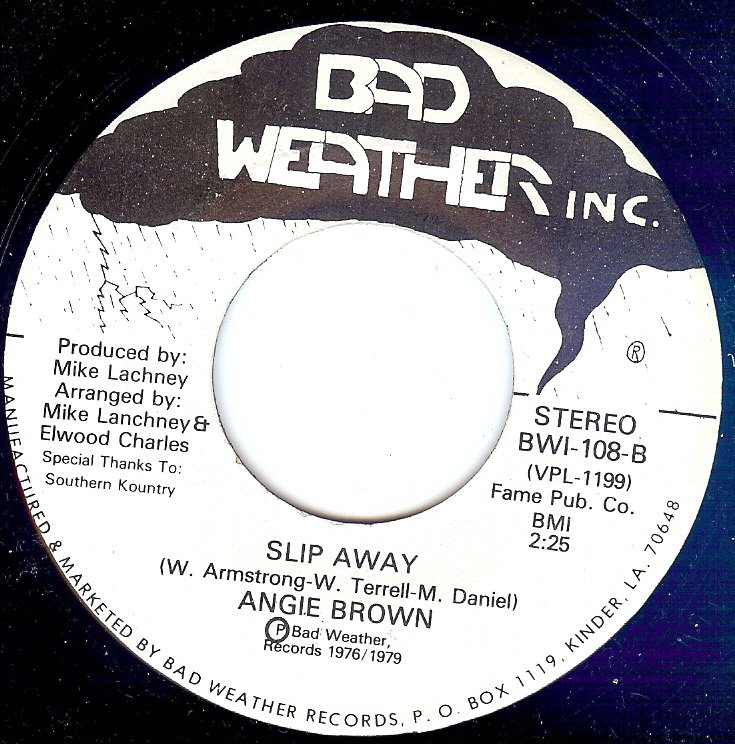 BAD
WEATHER INC.
®
Produced by:
Mike Lachney
Arranged by:
Mike Lanchney &
Elwood Charles
Special Thanks To:
Southern Kountry
STEREO
BWI-108-B
(VPL-1199)
Fame Pub. Co.
BMI
2:25
SLIP AWAY
(W. Armstrong-W. Terrell-M. Daniel)
ANGIE BROWN
℗ Bad Weather,
Records 1976/1979
MANUFACTURED & MARKETED BY BAD WEATHER RECORDS, P. O. BOX 1119, KINDER, LA. 70648